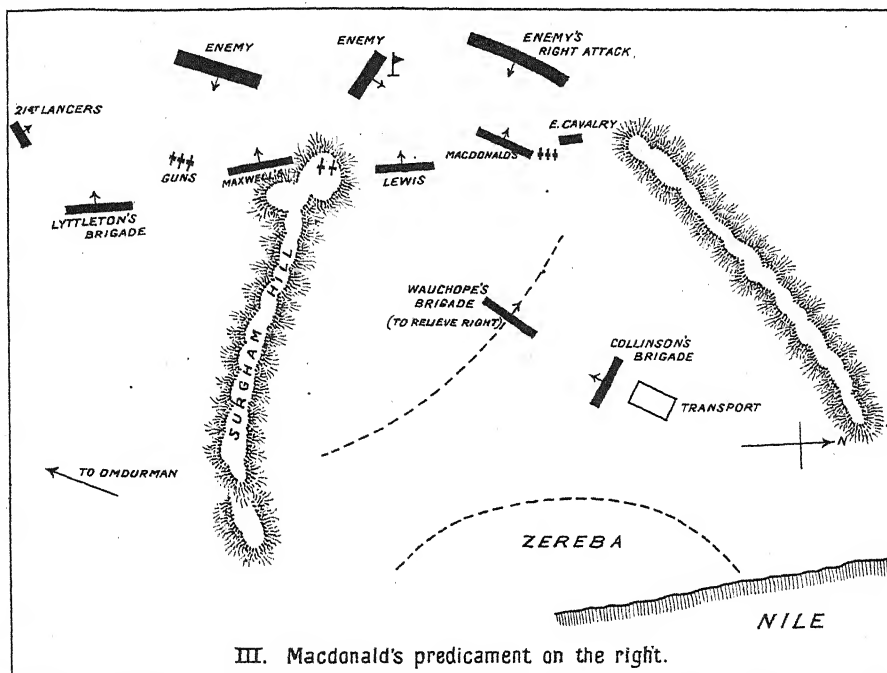 ENEMY
ENEMY
ENEMY'S
RIGHT ATTACK
21ST LANCERS
E. CAVALRY
MACDONALD'S
GUNS
MAXWELL'S
LEWIS
LYTTLETON'S
BRIGADE
SURGHAM HILL
WAUCHOPE'S
BRIGADE
(TO RELIEVE RIGHT)
COLLINSON'S
BRIGADE
TRANSPORT
N
TO OMDURMAN
ZEREBA
NILE
III. Macdonald's predicament on the right.